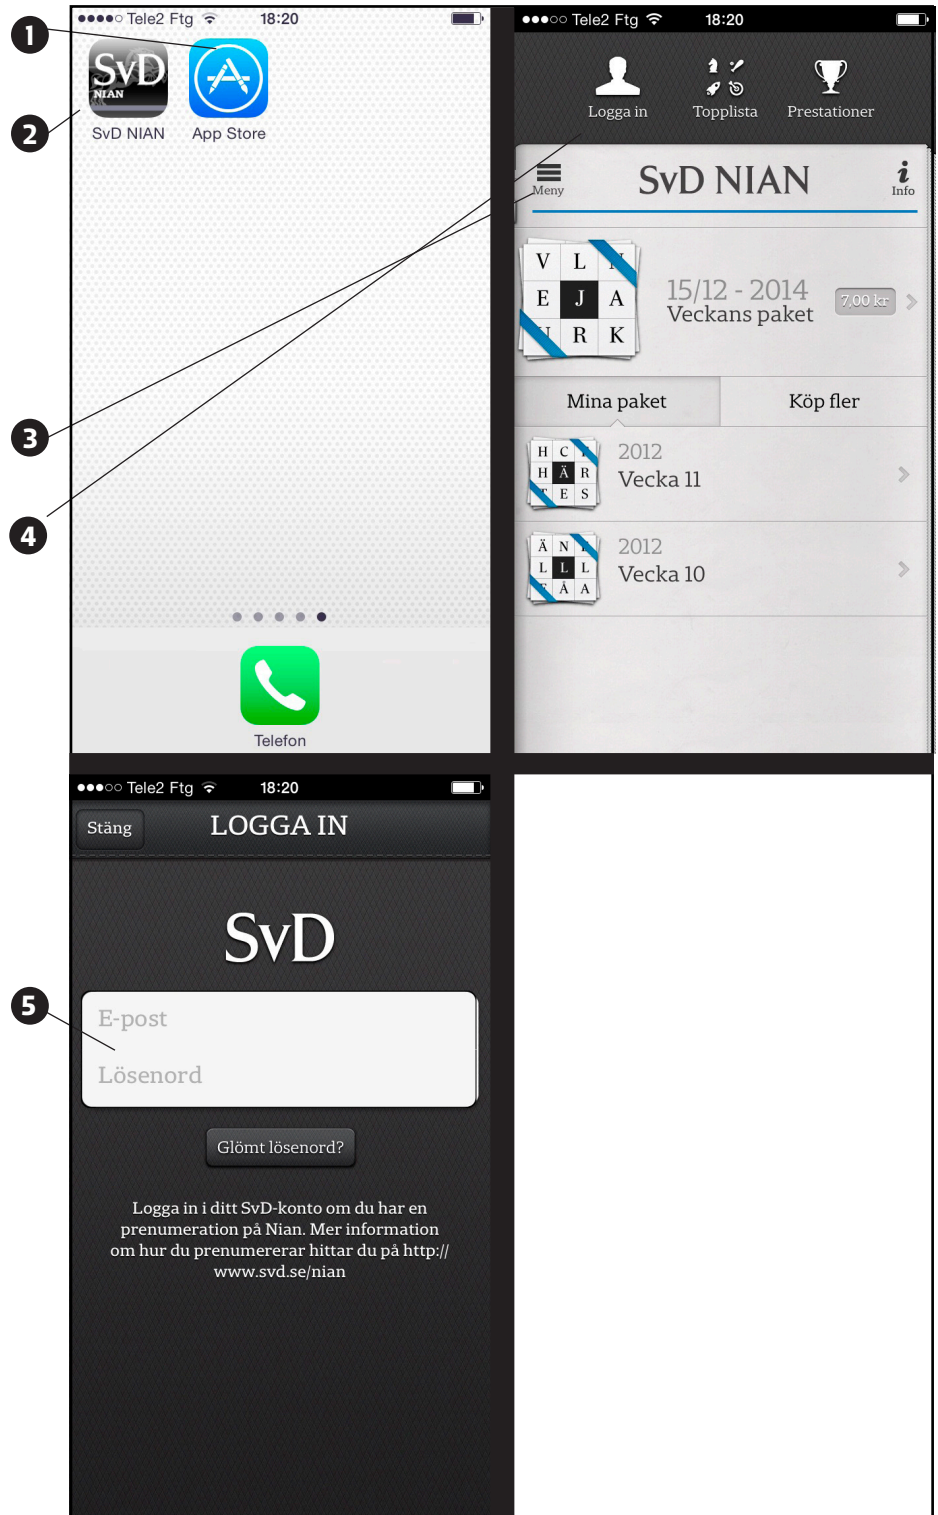 1
Tele2 Ftg 18:20
SvD
NIAN
SvD NIAN
App Store
2
3
4
Telefon
Tele2 Ftg 18:20
Logga in
Topplista
Prestationer
Meny
SvD NIAN
i
Info
V L N
E J A
U R K
15/12 - 2014
Veckans paket
7,00 kr
Mina paket
Köp fler
H C
H Ä R
E S
2012
Vecka 11
Ä N
L L L
Å A
2012
Vecka 10
Tele2 Ftg 18:20
Stäng
LOGGA IN
SvD
5
E-post
Lösenord
Glömt lösenord?
Logga in i ditt SvD-konto om du har en
prenumeration på Nian. Mer information
om hur du prenumererar hittar du på http://
www.svd.se/nian